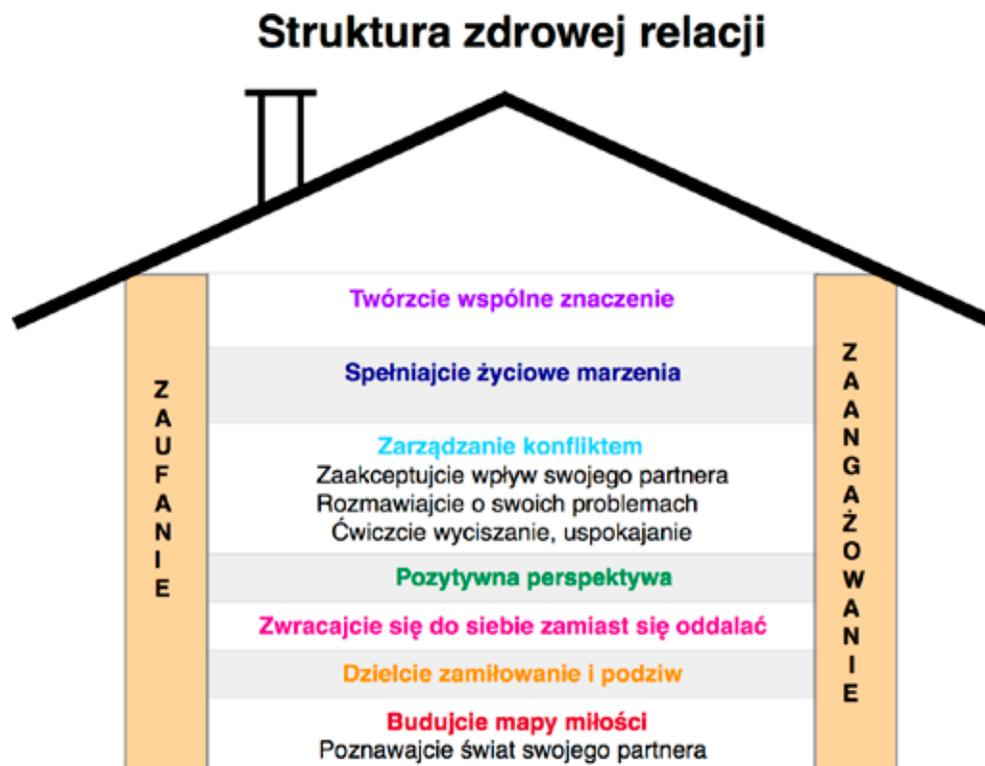 Struktura zdrowej relacji
Twórzcie wspólne znaczenie
Spełniajcie życiowe marzenia
Zarządzanie konfliktem
Zaakceptujcie wpływ swojego partnera
Rozmawiajcie o swoich problemach
Ćwiczcie wyciszanie, uspokajanie
Pozytywna perspektywa
Zwracajcie się do siebie zamiast się oddalać
Dzielcie zamiłowanie i podziw
Budujcie mapy miłości
Poznawajcie świat swojego partnera
ZAUFANIE
ZAANGAŻOWANIE